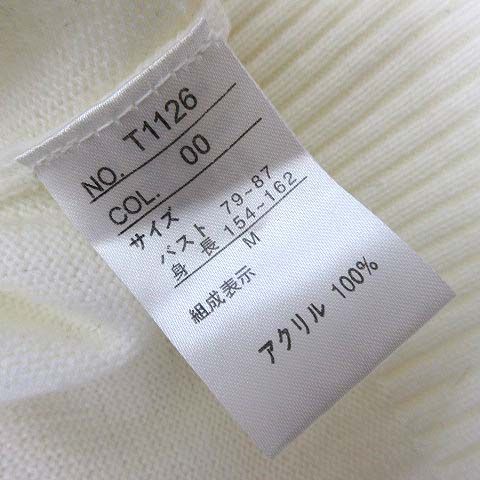 NO. T1126
COL. 00
サイズ
バスト 79~87
身長 154~162
M
組成表示
アクリル 100%